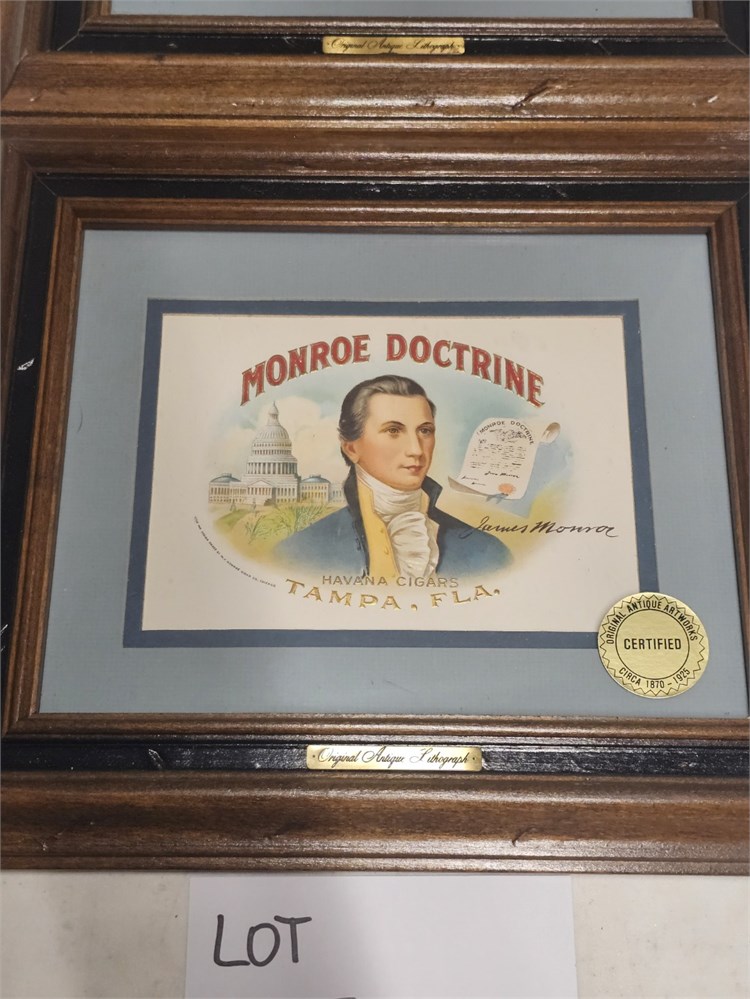 Original Antique Lithograph
MONROE DOCTRINE
MONROE DOCTRINE
James Monroe
HAVANA CIGARS
TAMPA, FLA.
ORIGINAL ANTIQUE ARTWORKS
CERTIFIED
CIRCA 1870-1925
Original Antique Lithograph
LOT